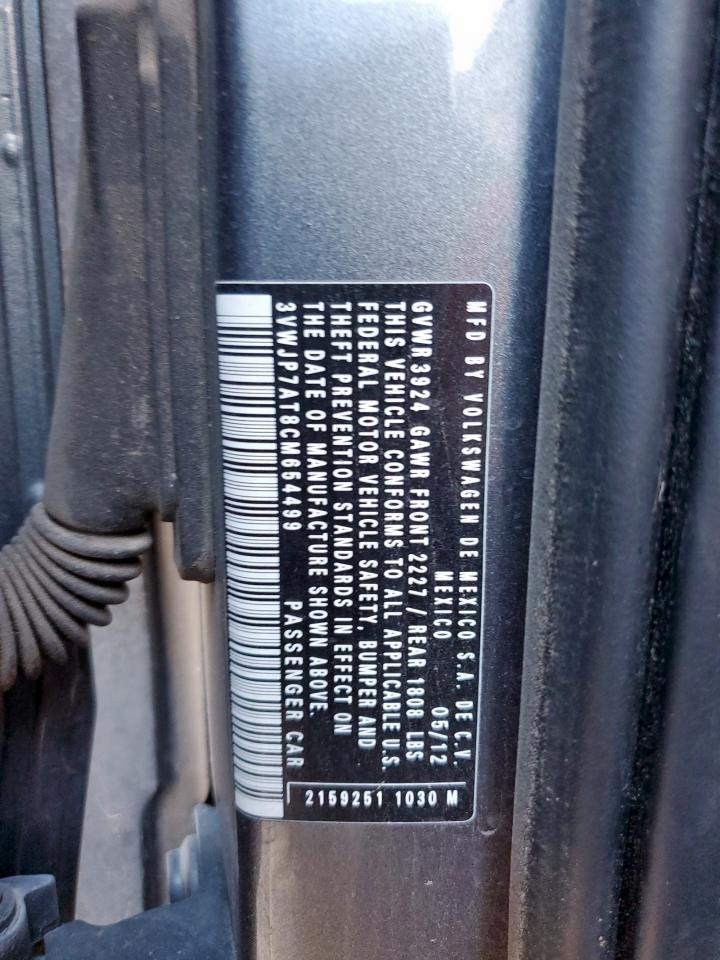 MFD BY VOLKSWAGEN DE MEXICO S.A. DE C.V.
MEXICO 05/12
GVWR 3924 GAWR FRONT 2227 / REAR 1808 LBS
THIS VEHICLE CONFORMS TO ALL APPLICABLE U.S.
FEDERAL MOTOR VEHICLE SAFETY, BUMPER AND
THEFT PREVENTION STANDARDS IN EFFECT ON
THE DATE OF MANUFACTURE SHOWN ABOVE.
3VWJP7AT8CM654499 PASSENGER CAR
2159251 1030 M